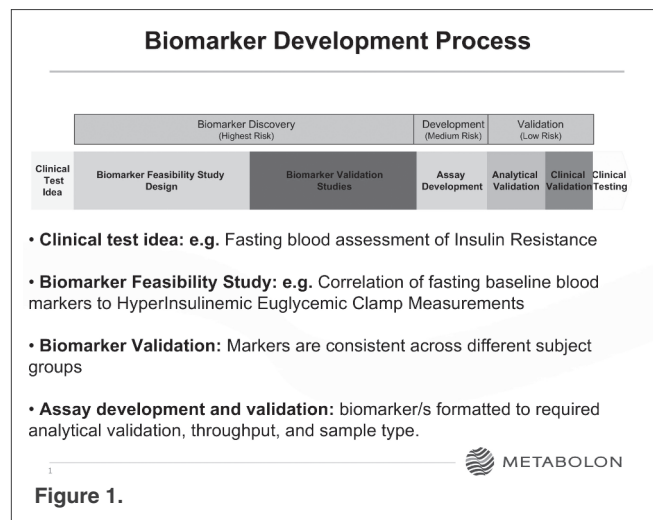 Biomarker Development Process
Biomarker Discovery
(Highest Risk)
Development
(Medium Risk)
Validation
(Low Risk)
Clinical
Test
Idea
Biomarker Feasibility Study
Design
Biomarker Validation
Studies
Assay
Development
Analytical
Validation
Clinical
Validation
Clinical
Testing
• Clinical test idea: e.g. Fasting blood assessment of Insulin Resistance
• Biomarker Feasibility Study: e.g. Correlation of fasting baseline blood
markers to HyperInsulinemic Euglycemic Clamp Measurements
• Biomarker Validation: Markers are consistent across different subject
groups
• Assay development and validation: biomarker/s formatted to required
analytical validation, throughput, and sample type.
1
METABOLON
Figure 1.